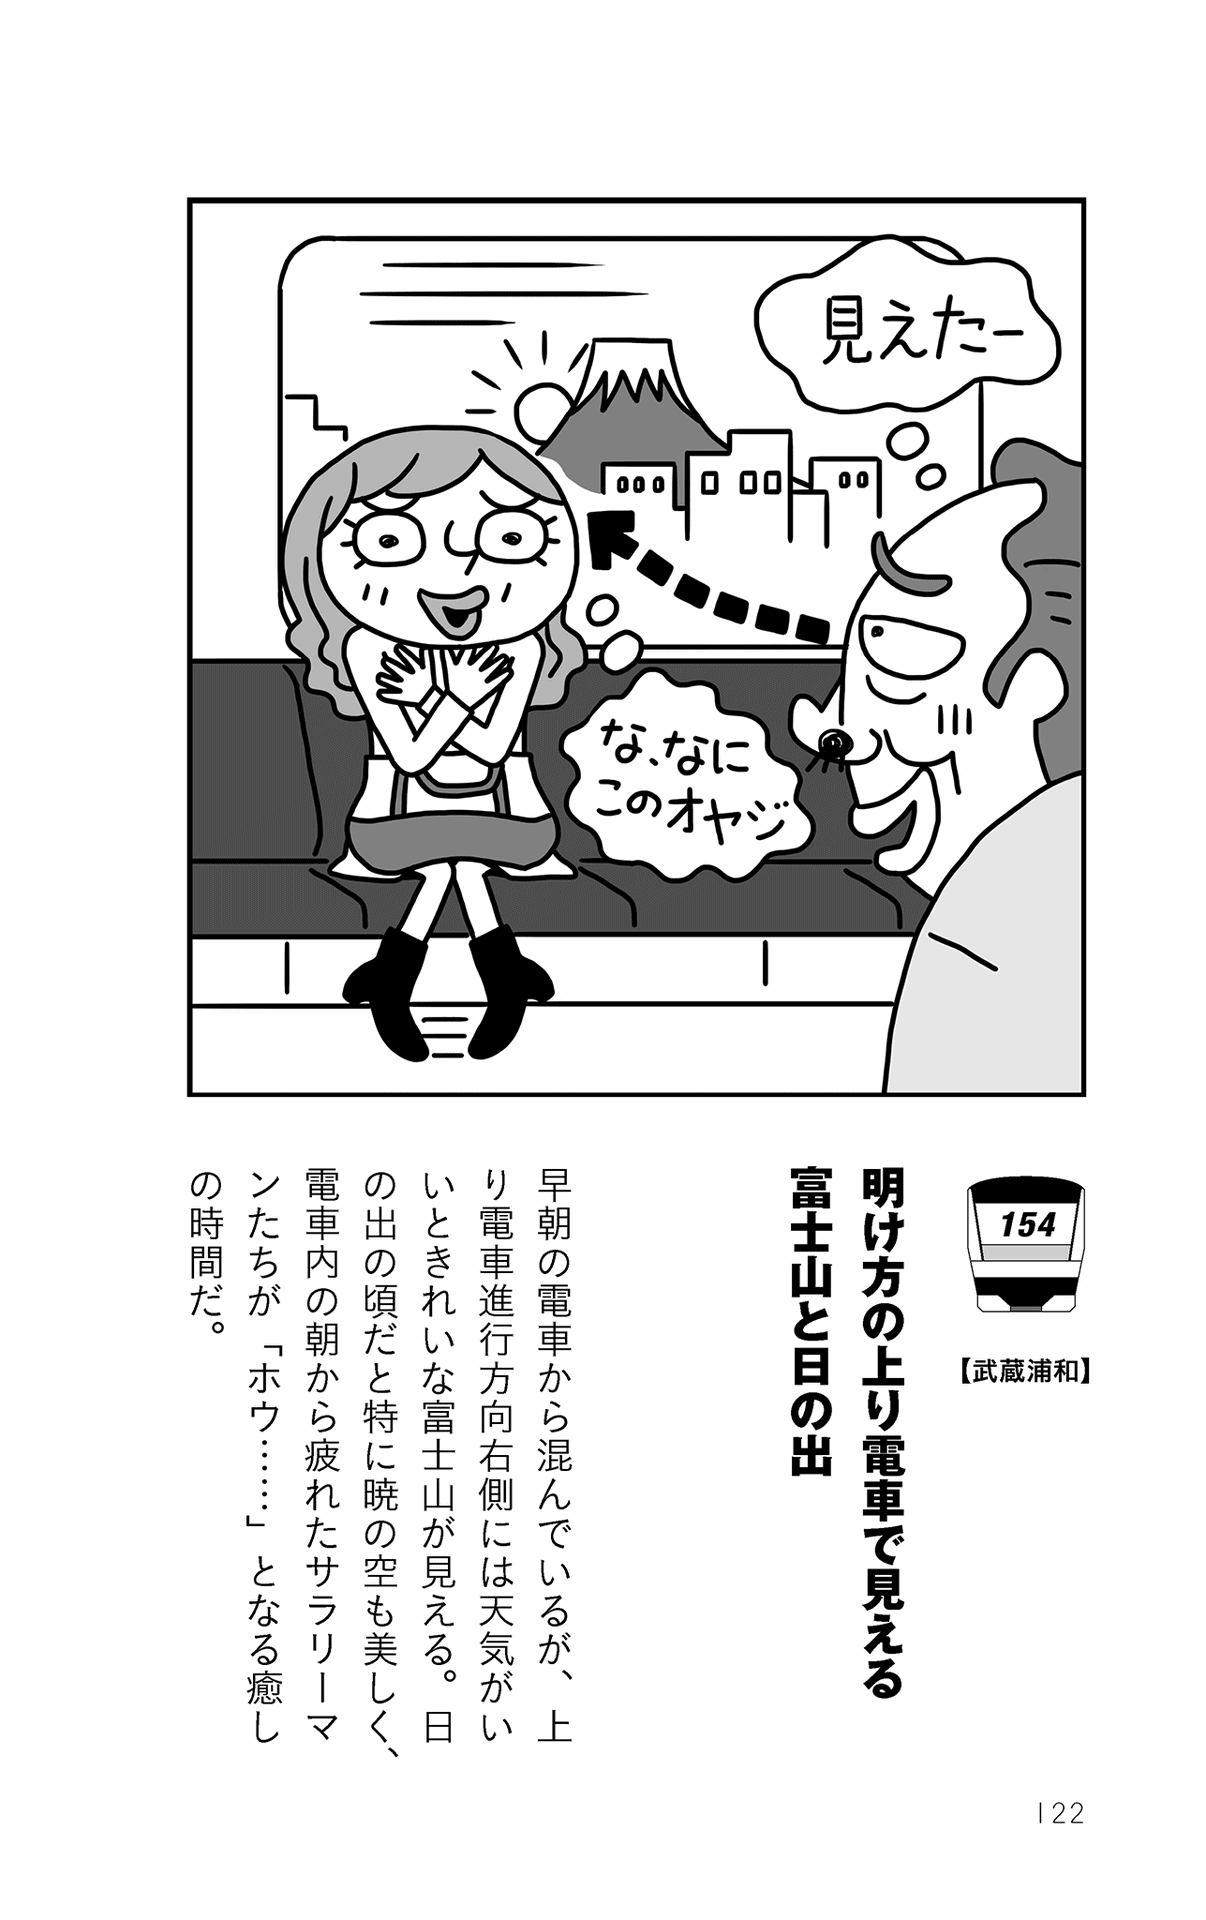 見えたー
な、なに
このオヤジ
154
【武蔵浦和】
明け方の上り電車で見える
富士山と日の出
早朝の電車から混んでいるが、上
り電車進行方向右側には天気がい
いときれいな富士山が見える。日
の出の頃だと特に暁の空も美しく、
電車内の朝から疲れたサラリーマ
ンたちが「ホウ……」となる癒し
の時間だ。
122